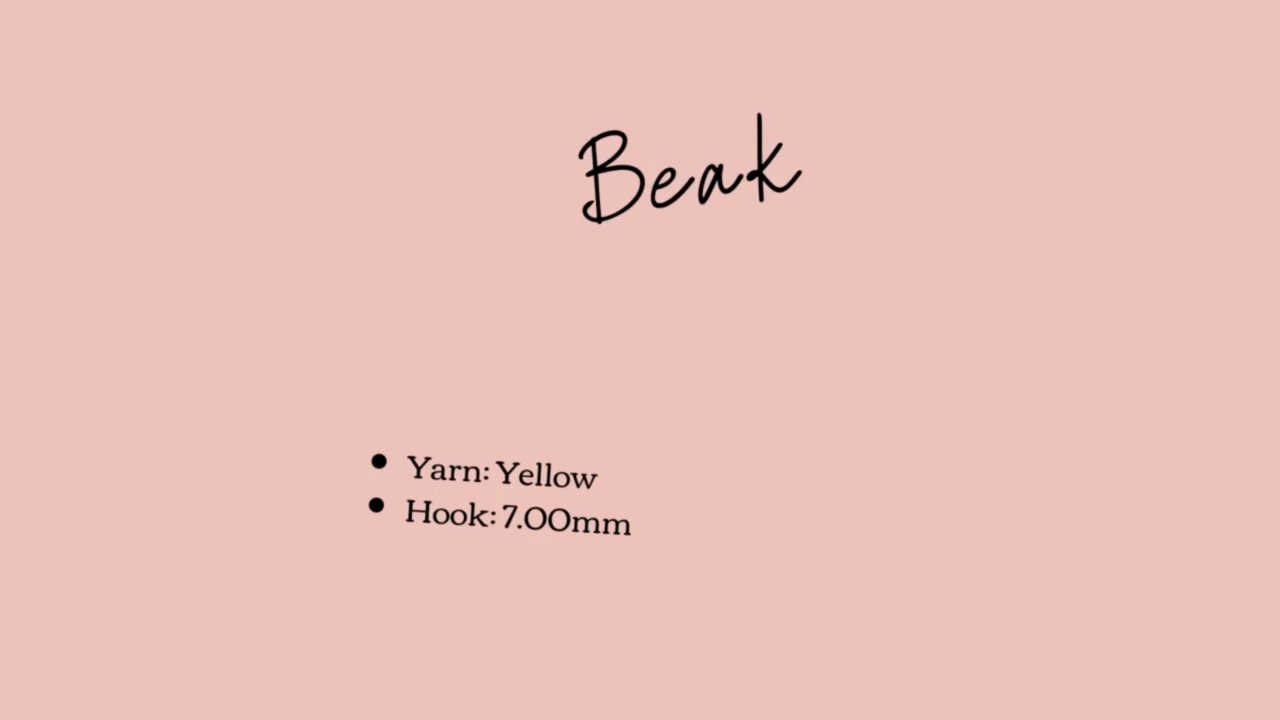 Beak
• Yarn: Yellow
• Hook: 7.00mm